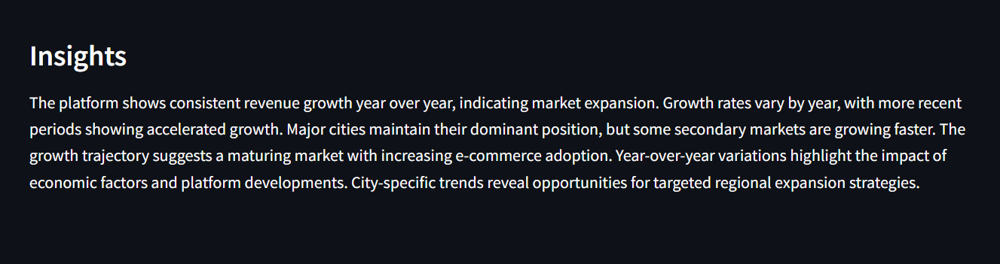 Insights
The platform shows consistent revenue growth year over year, indicating market expansion. Growth rates vary by year, with more recent
periods showing accelerated growth. Major cities maintain their dominant position, but some secondary markets are growing faster. The
growth trajectory suggests a maturing market with increasing e-commerce adoption. Year-over-year variations highlight the impact of
economic factors and platform developments. City-specific trends reveal opportunities for targeted regional expansion strategies.